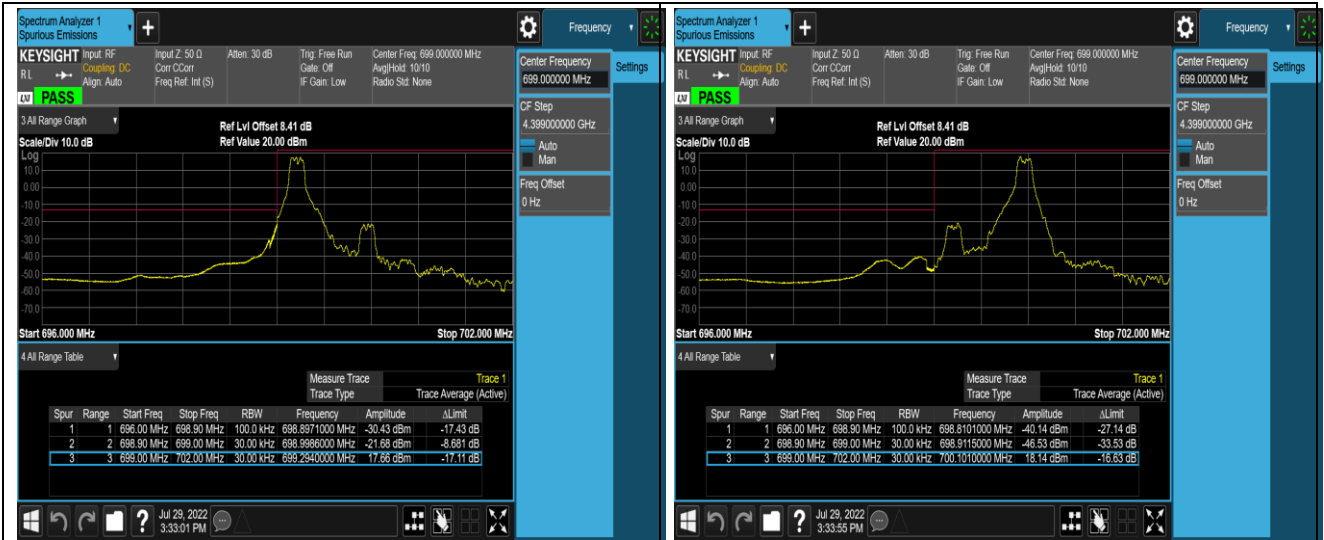 Spectrum Analyzer 1
Spurious Emissions
+
Frequency
KEYSIGHT Input: RF Input Z: 50 Ω Atten: 30 dB Trig: Free Run Center Freq: 699.000000 MHz
Coupling: DC Corr CCorr Gate: Off Avg|Hold: 10/10
RL Align: Auto Freq Ref: Int (S) IF Gain: Low Radio Std: None
PASS
Center Frequency
699.000000 MHz
Settings
CF Step
4.399000000 GHz
Auto
Man
Freq Offset
0 Hz
3 All Range Graph
Ref Lvl Offset 8.41 dB
Scale/Div 10.0 dB Ref Value 20.00 dBm
Log
10.0
0.00
-10.0
-20.0
-30.0
-40.0
-50.0
-60.0
-70.0
Start 696.000 MHz Stop 702.000 MHz
4 All Range Table
Measure Trace Trace 1
Trace Type Trace Average (Active)
Spur Range Start Freq Stop Freq RBW Frequency Amplitude ΔLimit
1 1 696.00 MHz 698.90 MHz 100.0 kHz 698.8971000 MHz -30.43 dBm -17.43 dB
2 2 698.90 MHz 699.00 MHz 30.00 kHz 698.9986000 MHz -21.68 dBm -8.681 dB
3 3 699.00 MHz 702.00 MHz 30.00 kHz 699.2940000 MHz 17.66 dBm -17.11 dB
?
Jul 29, 2022
3:33:01 PM
Spectrum Analyzer 1
Spurious Emissions
+
Frequency
KEYSIGHT Input: RF Input Z: 50 Ω Atten: 30 dB Trig: Free Run Center Freq: 699.000000 MHz
Coupling: DC Corr CCorr Gate: Off Avg|Hold: 10/10
RL Align: Auto Freq Ref: Int (S) IF Gain: Low Radio Std: None
PASS
Center Frequency
699.000000 MHz
Settings
CF Step
4.399000000 GHz
Auto
Man
Freq Offset
0 Hz
3 All Range Graph
Ref Lvl Offset 8.41 dB
Scale/Div 10.0 dB Ref Value 20.00 dBm
Log
10.0
0.00
-10.0
-20.0
-30.0
-40.0
-50.0
-60.0
-70.0
Start 696.000 MHz Stop 702.000 MHz
4 All Range Table
Measure Trace Trace 1
Trace Type Trace Average (Active)
Spur Range Start Freq Stop Freq RBW Frequency Amplitude ΔLimit
1 1 696.00 MHz 698.90 MHz 100.0 kHz 698.8101000 MHz -40.14 dBm -27.14 dB
2 2 698.90 MHz 699.00 MHz 30.00 kHz 698.9115000 MHz -46.53 dBm -33.53 dB
3 3 699.00 MHz 702.00 MHz 30.00 kHz 700.1010000 MHz 18.14 dBm -16.63 dB
?
Jul 29, 2022
3:33:55 PM